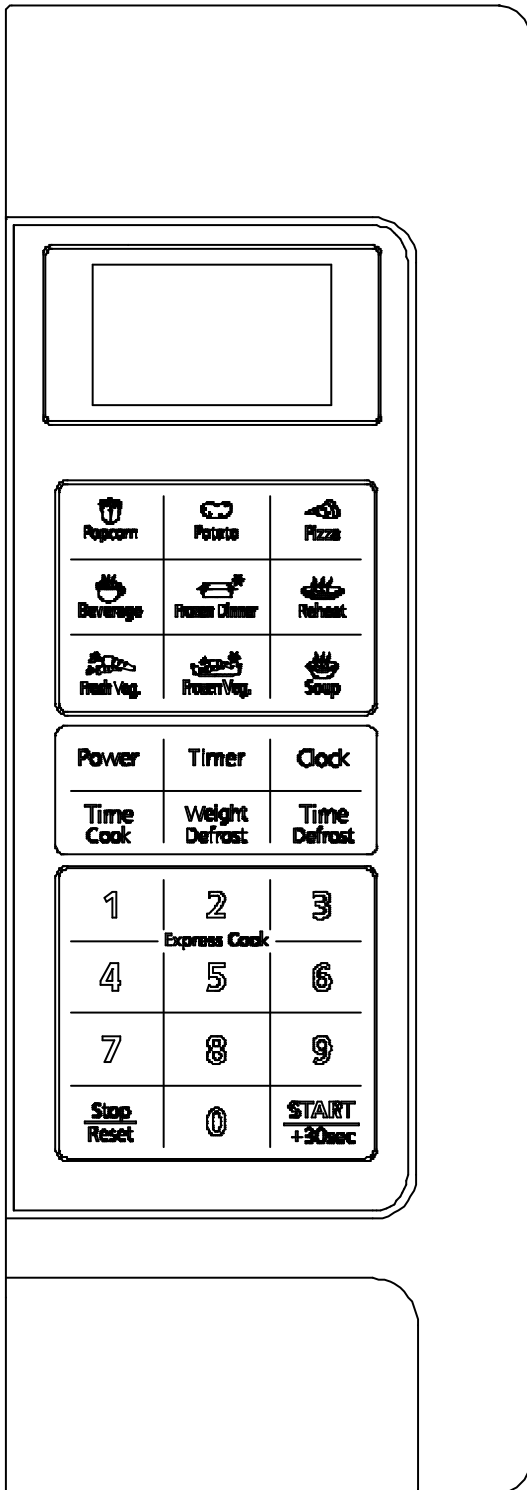 Popcorn Potato Pizza
Beverage Frozen Dinner Reheat
Fresh Veg. Frozen Veg. Soup
Power Timer Clock
Time Weight Time
Cook Defrost Defrost
1 2 3
Express Cook
4 5 6
7 8 9
Stop 0 START
Reset +30sec